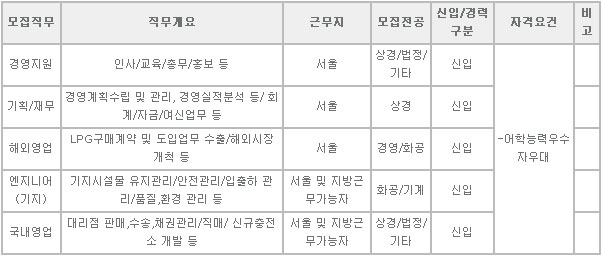 모집직무 직무개요 근무지 모집전공 신입/경력 구분 자격요건 비고
경영지원 인사/교육/총무/홍보 등 서울 상경/법정/기타 신입
기획/재무 경영계획수립 및 관리, 경영실적분석 등/ 회계/자금/여신업무 등 서울 상경 신입
해외영업 LPG구매계약 및 도입업무 수출/해외시장 개척 등 서울 경영/화공 신입 -어학능력우수자우대
엔지니어(기지) 기지시설물 유지관리/안전관리/입출하 관리/품질,환경 관리 등 서울 및 지방근무가능자 화공/기계 신입
국내영업 대리점 판매,수송,채권관리/직매/ 신규충전소 개발 등 서울 및 지방근무가능자 상경/법정/기타 신입